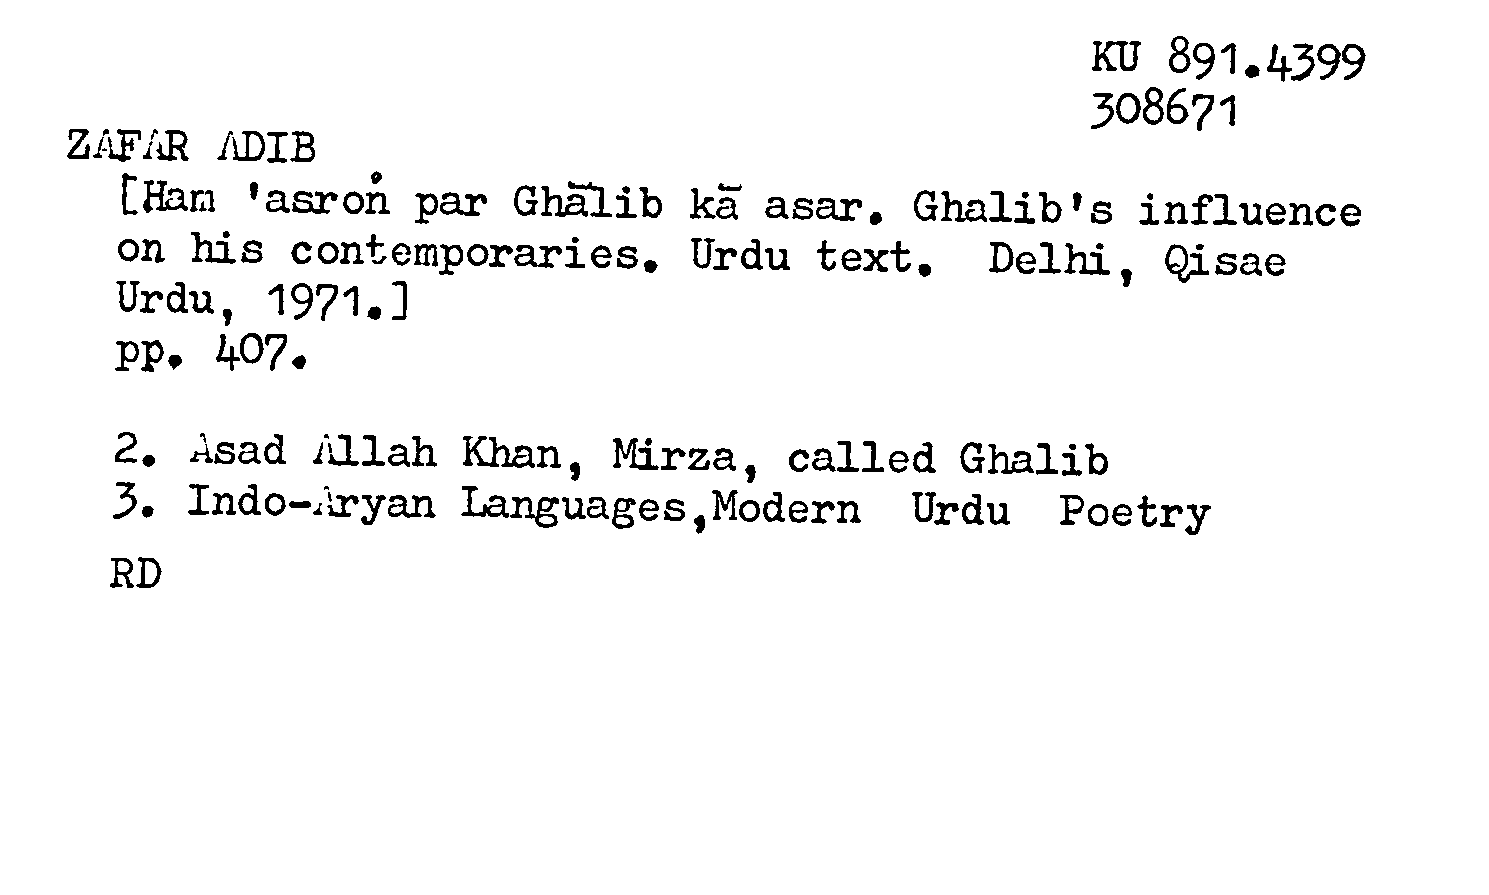 KU 891.4399
308671
ZAFAR ADIB
[Ham 'asroṅ par Ghālib kā asar. Ghalib's influence
on his contemporaries. Urdu text. Delhi, Qisae
Urdu, 1971.]
pp. 407.
2. Asad Allah Khan, Mirza, called Ghalib
3. Indo-Aryan Languages,Modern Urdu Poetry
RD